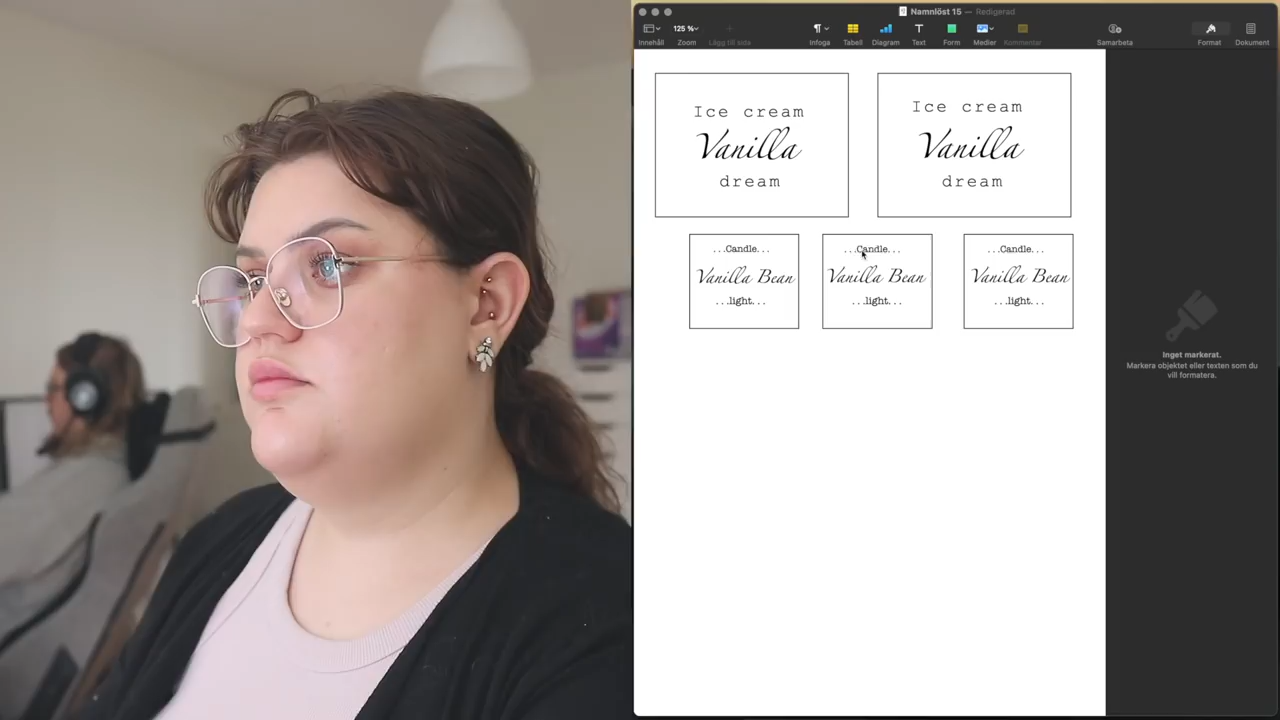 Namnlöst 15 — Redigerad
125 %
Innehåll Zoom Lägg till sida Infoga Tabell Diagram Text Form Medier Kommentar Samarbeta Format Dokument
Ice cream
Vanilla
dream
Ice cream
Vanilla
dream
...Candle...
Vanilla Bean
...light...
...Candle...
Vanilla Bean
...light...
...Candle...
Vanilla Bean
...light...
Inget markerat.
Markera objektet eller texten som du
vill formatera.